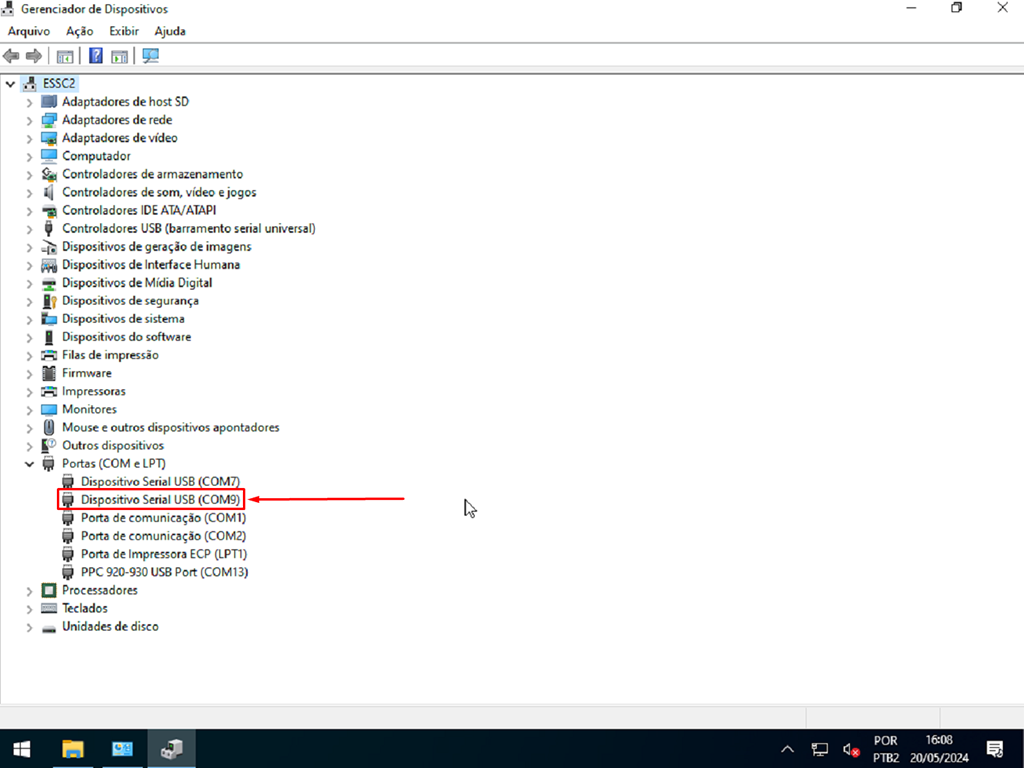 Gerenciador de Dispositivos
Arquivo Ação Exibir Ajuda
ESSC2
Adaptadores de host SD
Adaptadores de rede
Adaptadores de vídeo
Computador
Controladores de armazenamento
Controladores de som, vídeo e jogos
Controladores IDE ATA/ATAPI
Controladores USB (barramento serial universal)
Dispositivos de geração de imagens
Dispositivos de Interface Humana
Dispositivos de Mídia Digital
Dispositivos de segurança
Dispositivos de sistema
Dispositivos do software
Filas de impressão
Firmware
Impressoras
Monitores
Mouse e outros dispositivos apontadores
Outros dispositivos
Portas (COM e LPT)
Dispositivo Serial USB (COM7)
Dispositivo Serial USB (COM9)
Porta de comunicação (COM1)
Porta de comunicação (COM2)
Porta de Impressora ECP (LPT1)
PPC 920-930 USB Port (COM13)
Processadores
Teclados
Unidades de disco
POR 16:08
PTB2 20/05/2024